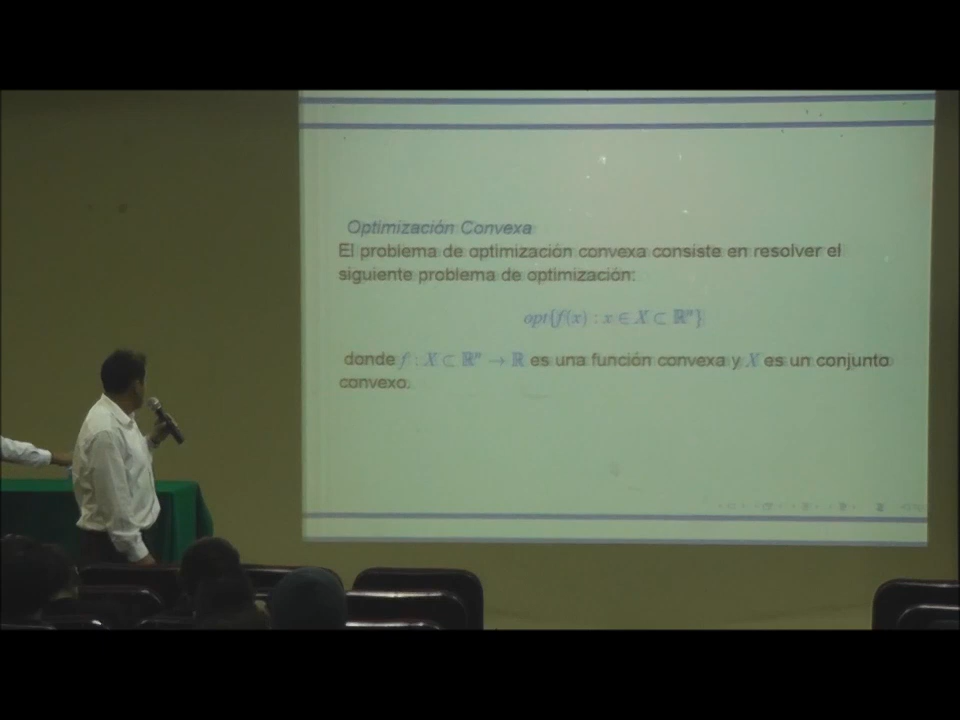 Optimización Convexa
El problema de optimización convexa consiste en resolver el
siguiente problema de optimización:
opt{f(x) : x ∈ X ⊂ ℝⁿ}
donde f : X ⊂ ℝⁿ → ℝ es una función convexa y X es un conjunto
convexo.